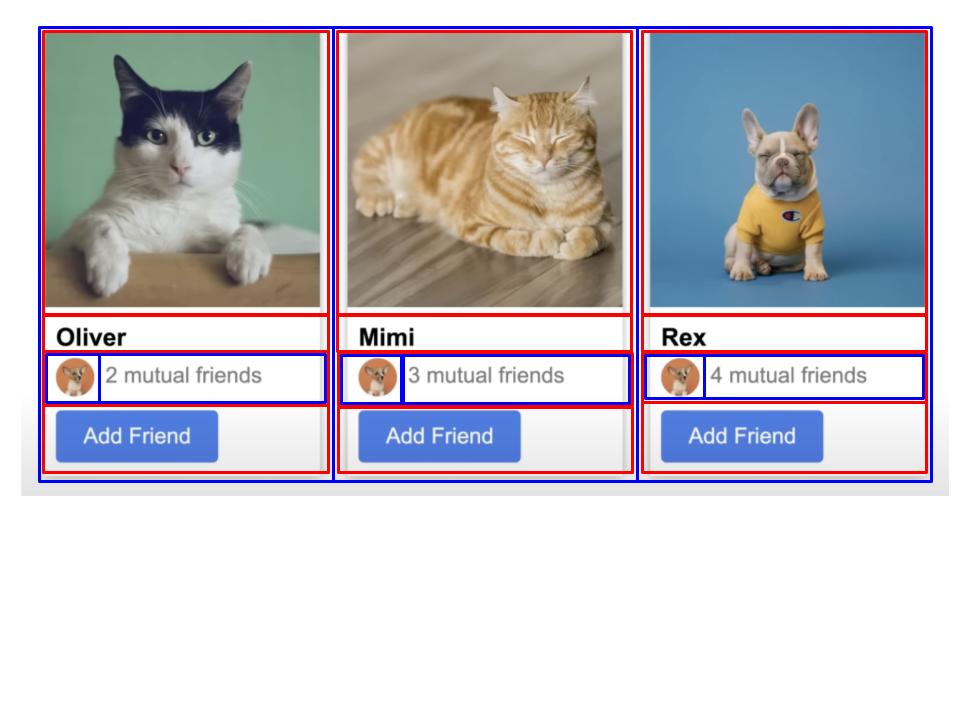 Oliver
2 mutual friends
Add Friend
Mimi
3 mutual friends
Add Friend
Rex
4 mutual friends
Add Friend